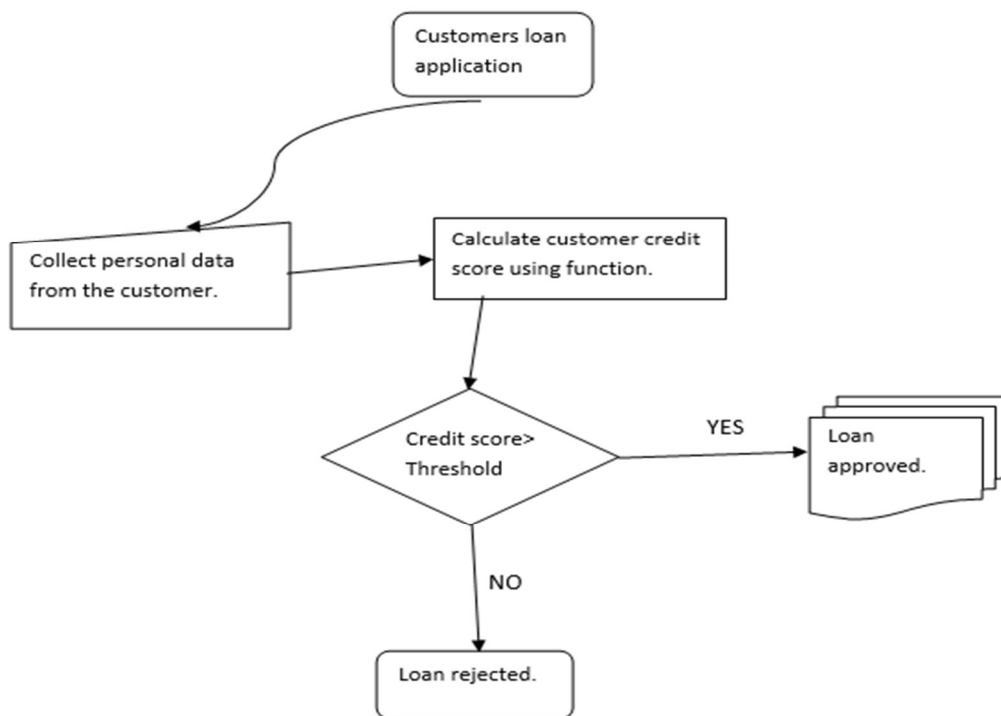 Customers loan
application
Collect personal data
from the customer.
Calculate customer credit
score using function.
Credit score>
Threshold
YES
Loan
approved.
NO
Loan rejected.